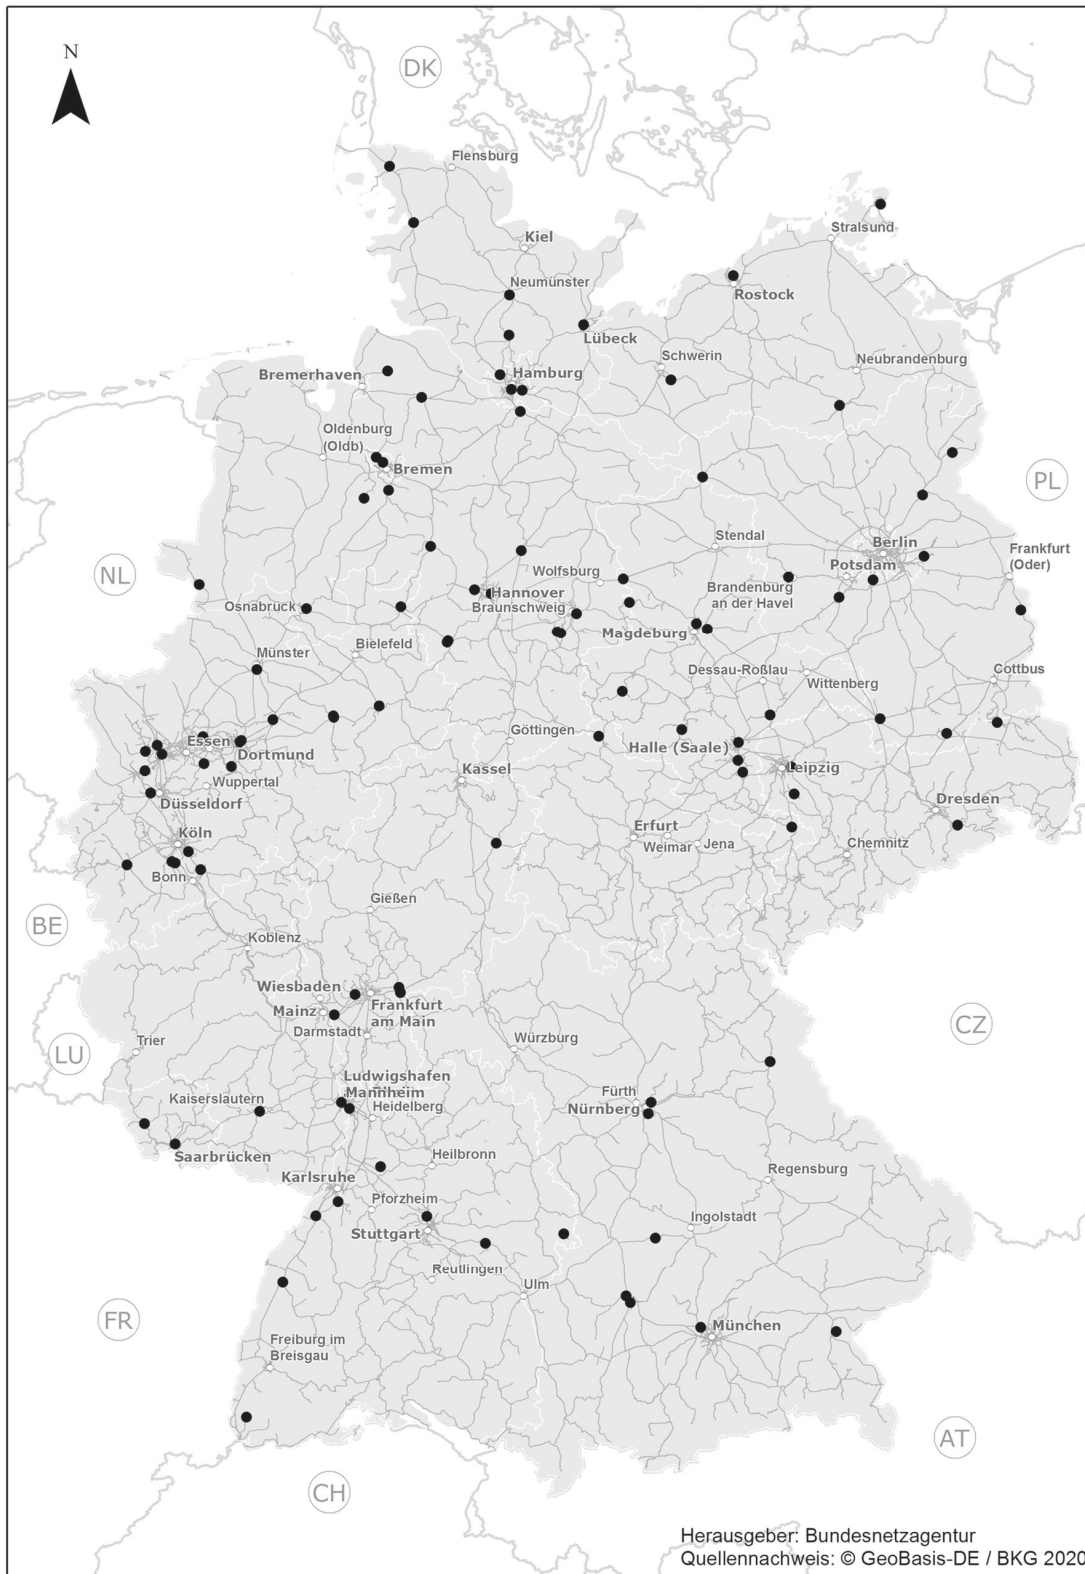 DK
N
Flensburg
Stralsund
Kiel
Neumünster
Rostock
Lübeck
Schwerin
Neubrandenburg
Bremerhaven
Hamburg
Oldenburg
(Oldb)
Bremen
PL
Berlin
Stendal
Frankfurt
(Oder)
NL
Potsdam
Wolfsburg
Hannover
Brandenburg
an der Havel
Osnabrück
Braunschweig
Magdeburg
Bielefeld
Münster
Dessau-Roßlau
Wittenberg
Cottbus
Göttingen
Essen
Dortmund
Halle (Saale)
Leipzig
Kassel
Wuppertal
Düsseldorf
Dresden
Köln
Erfurt
Weimar
Jena
Chemnitz
Bonn
Gießen
BE
Koblenz
Wiesbaden
Mainz
Frankfurt
am Main
Darmstadt
CZ
LU
Trier
Würzburg
Ludwigshafen
Mannheim
Kaiserslautern
Heidelberg
Fürth
Nürnberg
Saarbrücken
Heilbronn
Regensburg
Karlsruhe
Pforzheim
Stuttgart
Ingolstadt
Reutlingen
Ulm
FR
München
Freiburg im
Breisgau
AT
CH
Herausgeber: Bundesnetzagentur
Quellennachweis: © GeoBasis-DE / BKG 2020